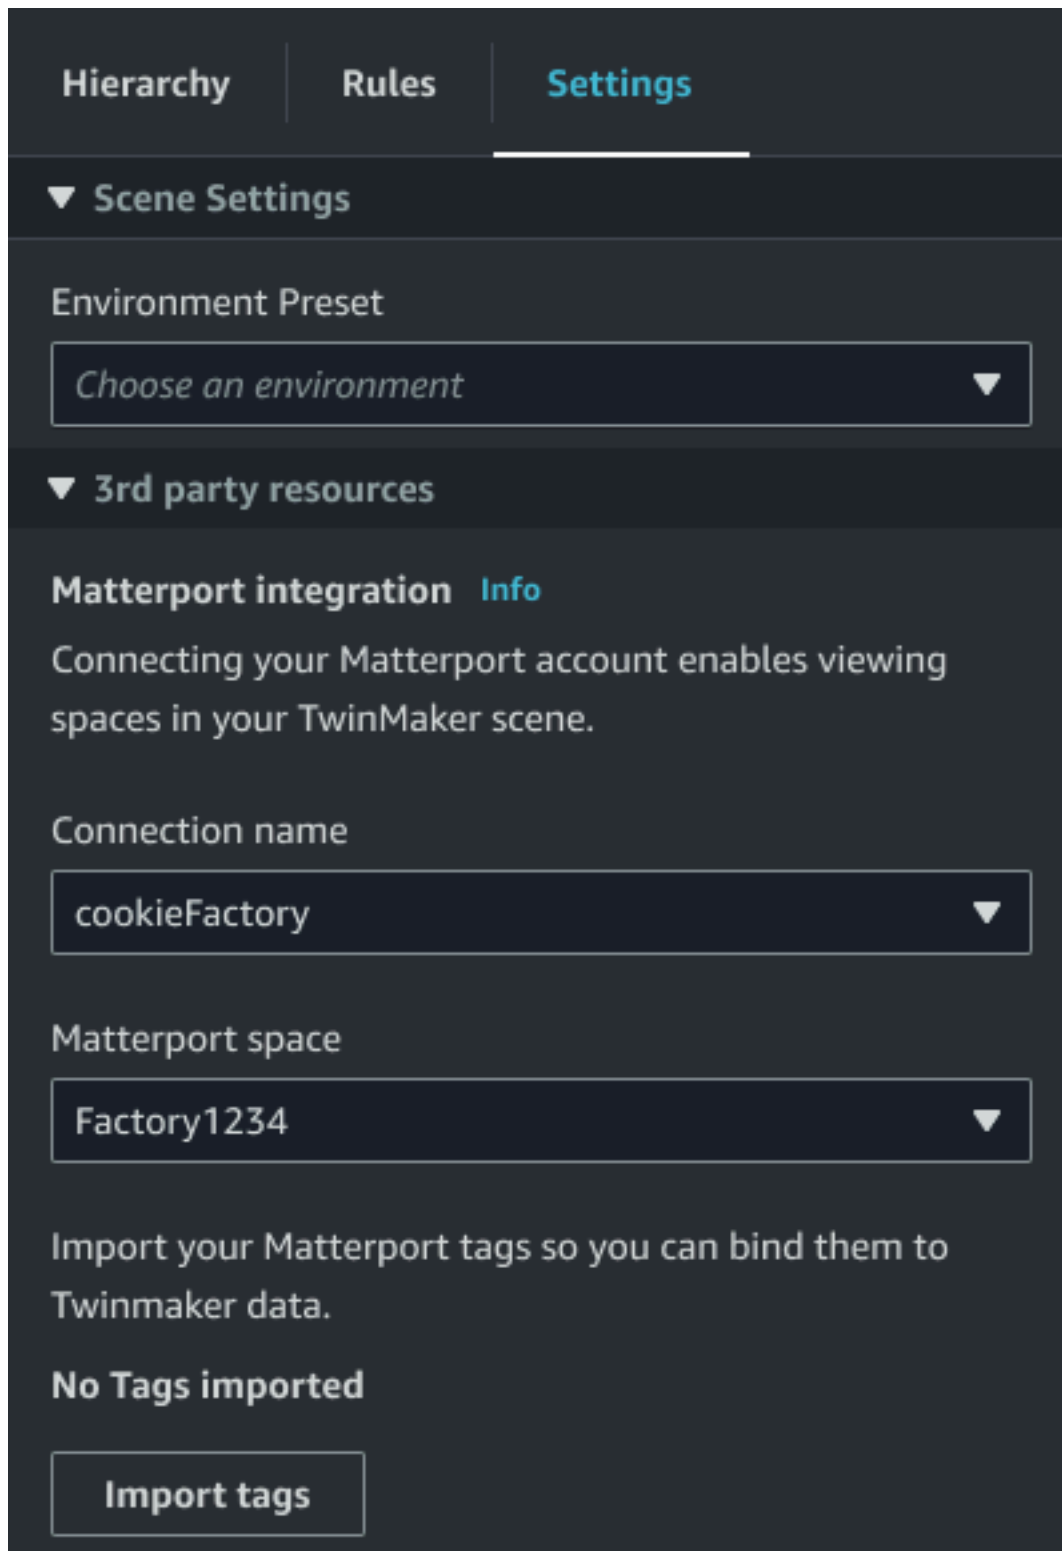 Hierarchy Rules Settings
Scene Settings
Environment Preset
Choose an environment
3rd party resources
Matterport integration Info
Connecting your Matterport account enables viewing
spaces in your TwinMaker scene.
Connection name
cookieFactory
Matterport space
Factory1234
Import your Matterport tags so you can bind them to
Twinmaker data.
No Tags imported
Import tags